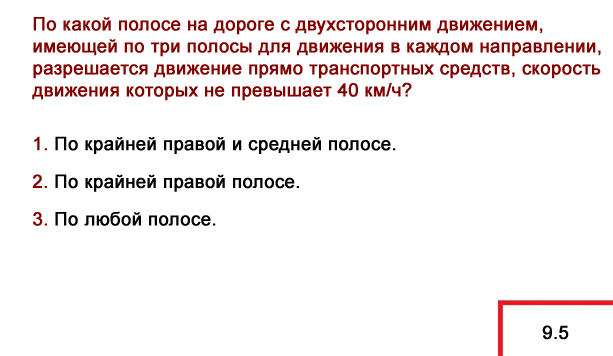 По какой полосе на дороге с двухсторонним движением,
имеющей по три полосы для движения в каждом направлении,
разрешается движение прямо транспортных средств, скорость
движения которых не превышает 40 км/ч?
1. По крайней правой и средней полосе.
2. По крайней правой полосе.
3. По любой полосе.
9.5